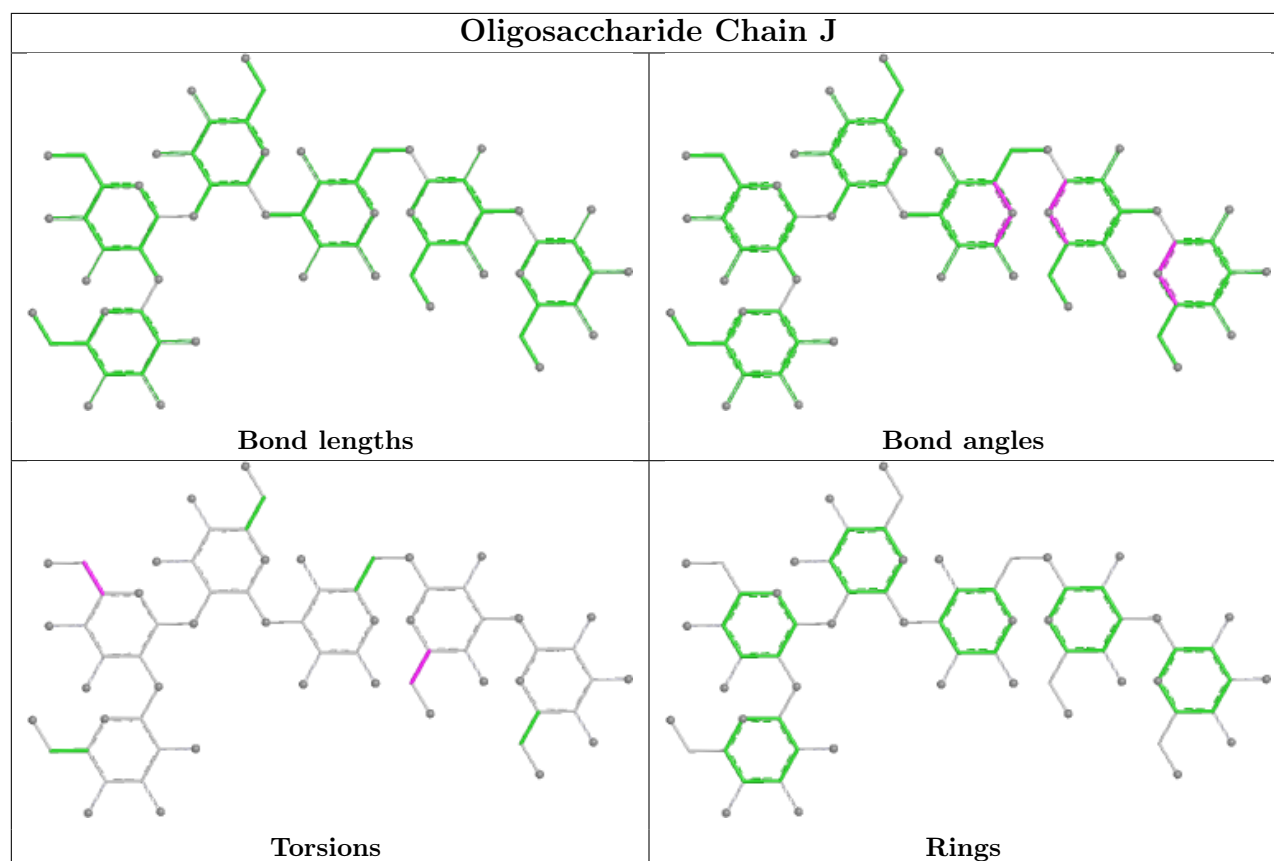 Oligosaccharide Chain J
Bond lengths
Bond angles
Torsions
Rings